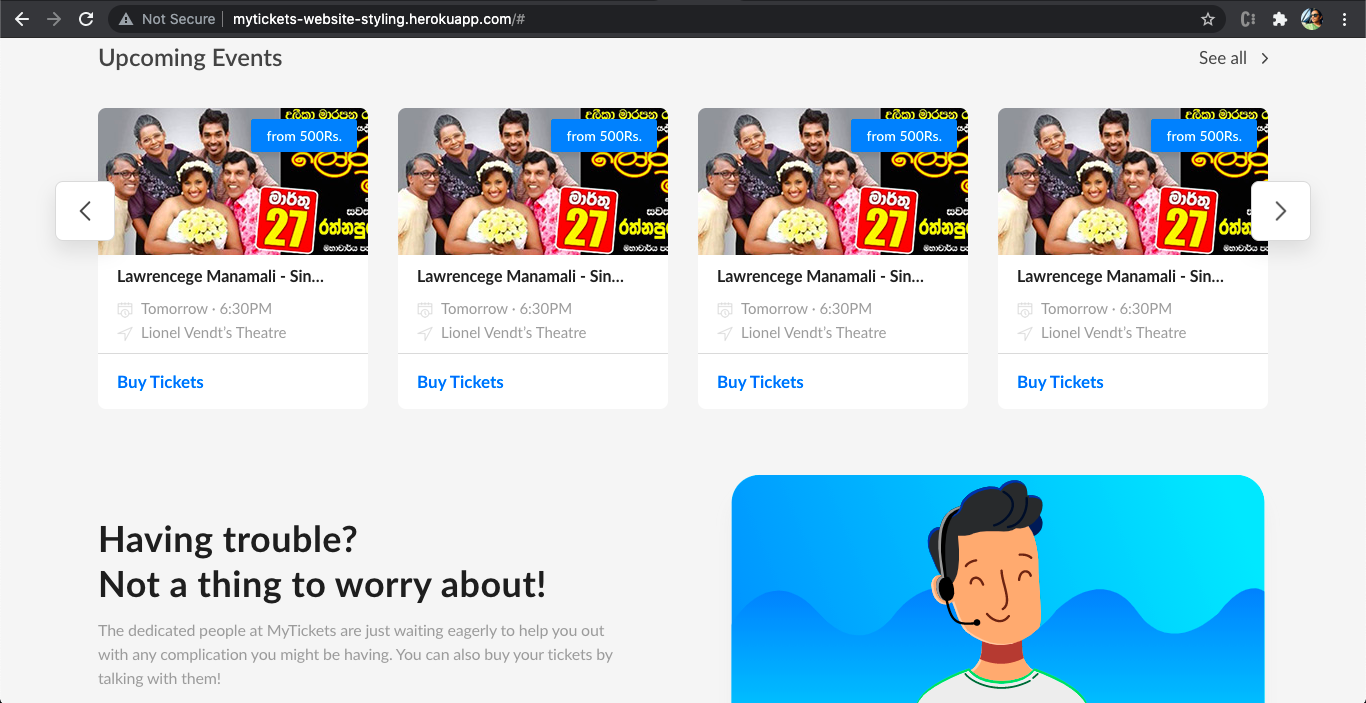 Not Secure mytickets-website-styling.herokuapp.com/#
Upcoming Events
See all
from 500Rs.
මාර්තු
27
Lawrencege Manamali - Sin...
Tomorrow · 6:30PM
Lionel Vendt's Theatre
Buy Tickets
from 500Rs.
මාර්තු
27
Lawrencege Manamali - Sin...
Tomorrow · 6:30PM
Lionel Vendt's Theatre
Buy Tickets
from 500Rs.
මාර්තු
27
Lawrencege Manamali - Sin...
Tomorrow · 6:30PM
Lionel Vendt's Theatre
Buy Tickets
from 500Rs.
මාර්තු
27
Lawrencege Manamali - Sin...
Tomorrow · 6:30PM
Lionel Vendt's Theatre
Buy Tickets
Having trouble?
Not a thing to worry about!
The dedicated people at MyTickets are just waiting eagerly to help you out
with any complication you might be having. You can also buy your tickets by
talking with them!